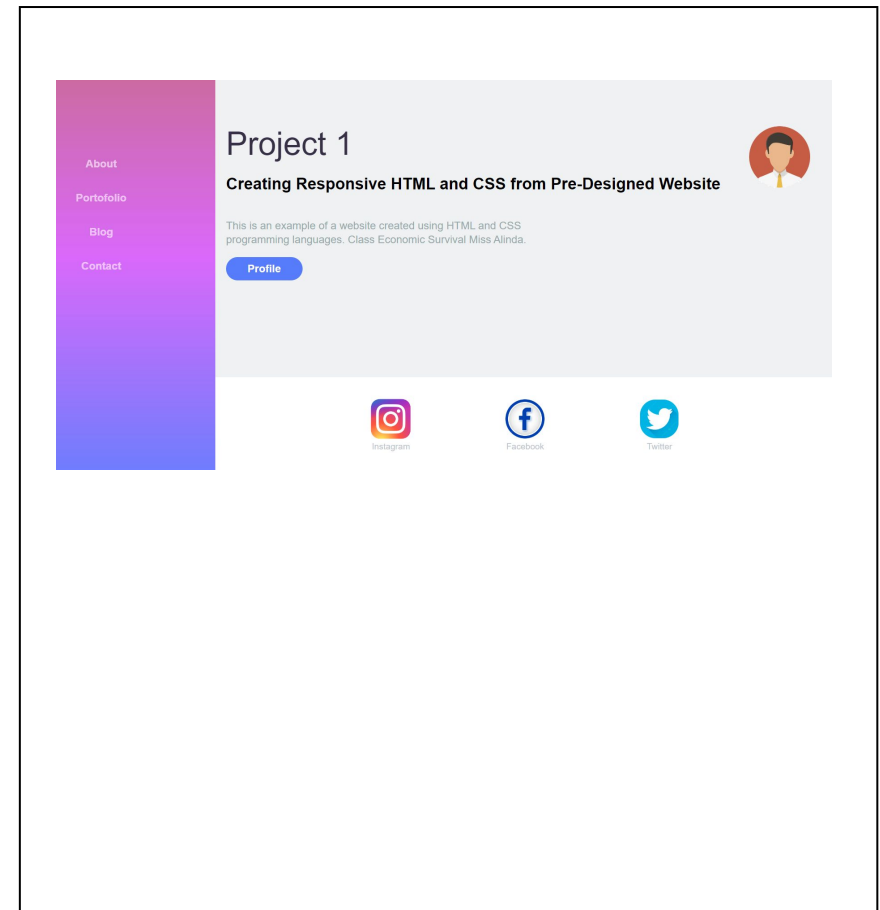 About
Portofolio
Blog
Contact
Project 1
Creating Responsive HTML and CSS from Pre-Designed Website
This is an example of a website created using HTML and CSS
programming languages. Class Economic Survival Miss Alinda.
Profile
Instagram
Facebook
Twitter